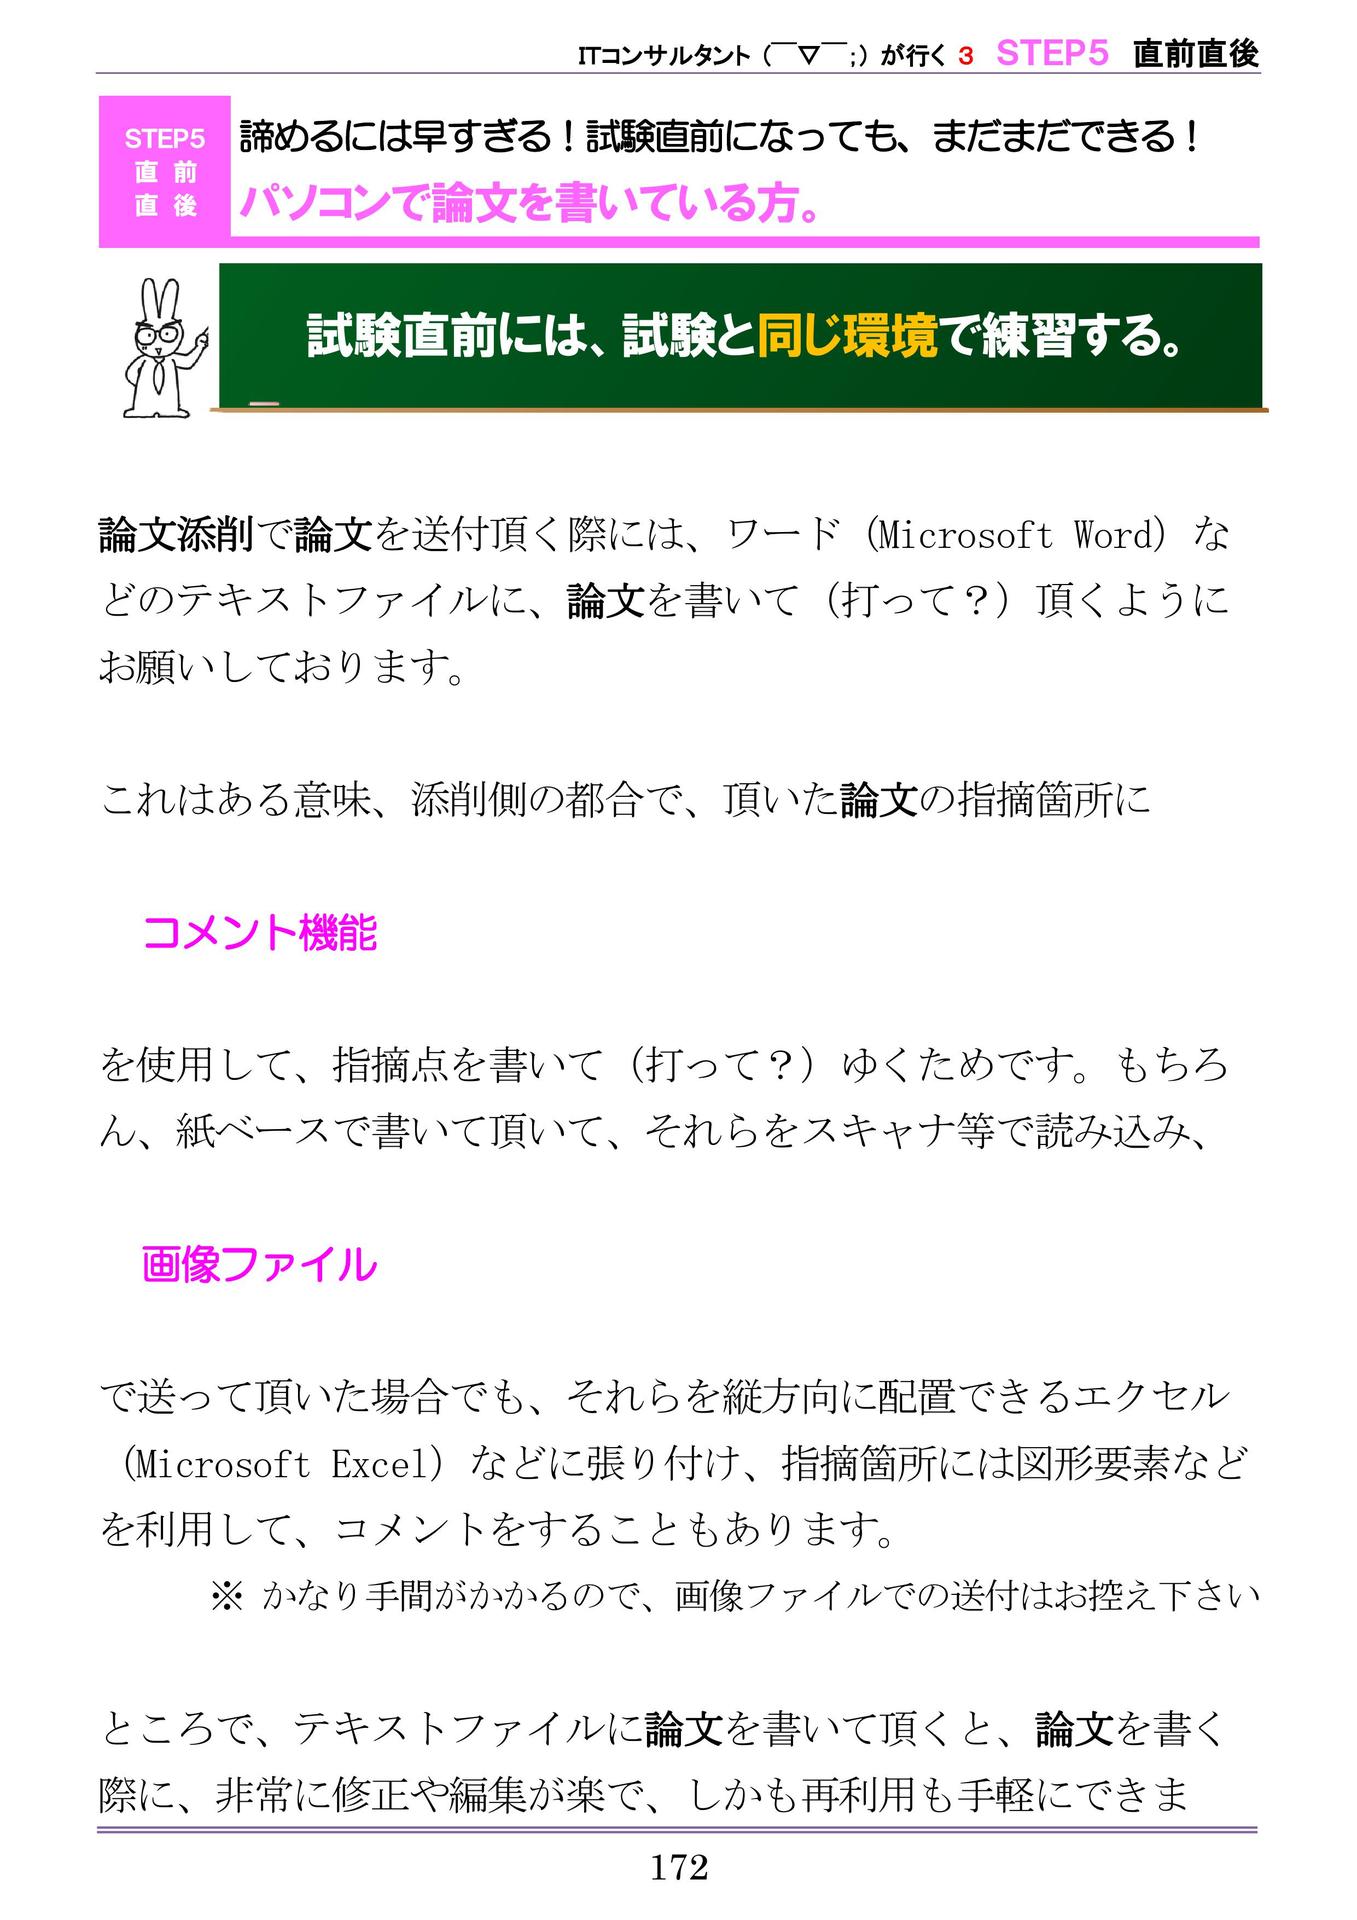 ITコンサルタント（￣▽￣；）が行く 3 STEP5 直前直後
STEP5
直 前
直 後
諦めるには早すぎる！試験直前になっても、まだまだできる！
パソコンで論文を書いている方。
試験直前には、試験と同じ環境で練習する。
論文添削で論文を送付頂く際には、ワード（Microsoft Word）な
どのテキストファイルに、論文を書いて（打って？）頂くように
お願いしております。
これはある意味、添削側の都合で、頂いた論文の指摘箇所に
コメント機能
を使用して、指摘点を書いて（打って？）ゆくためです。もちろ
ん、紙ベースで書いて頂いて、それらをスキャナ等で読み込み、
画像ファイル
で送って頂いた場合でも、それらを縦方向に配置できるエクセル
（Microsoft Excel）などに張り付け、指摘箇所には図形要素など
を利用して、コメントをすることもあります。
※ かなり手間がかかるので、画像ファイルでの送付はお控え下さい
ところで、テキストファイルに論文を書いて頂くと、論文を書く
際に、非常に修正や編集が楽で、しかも再利用も手軽にできま
172